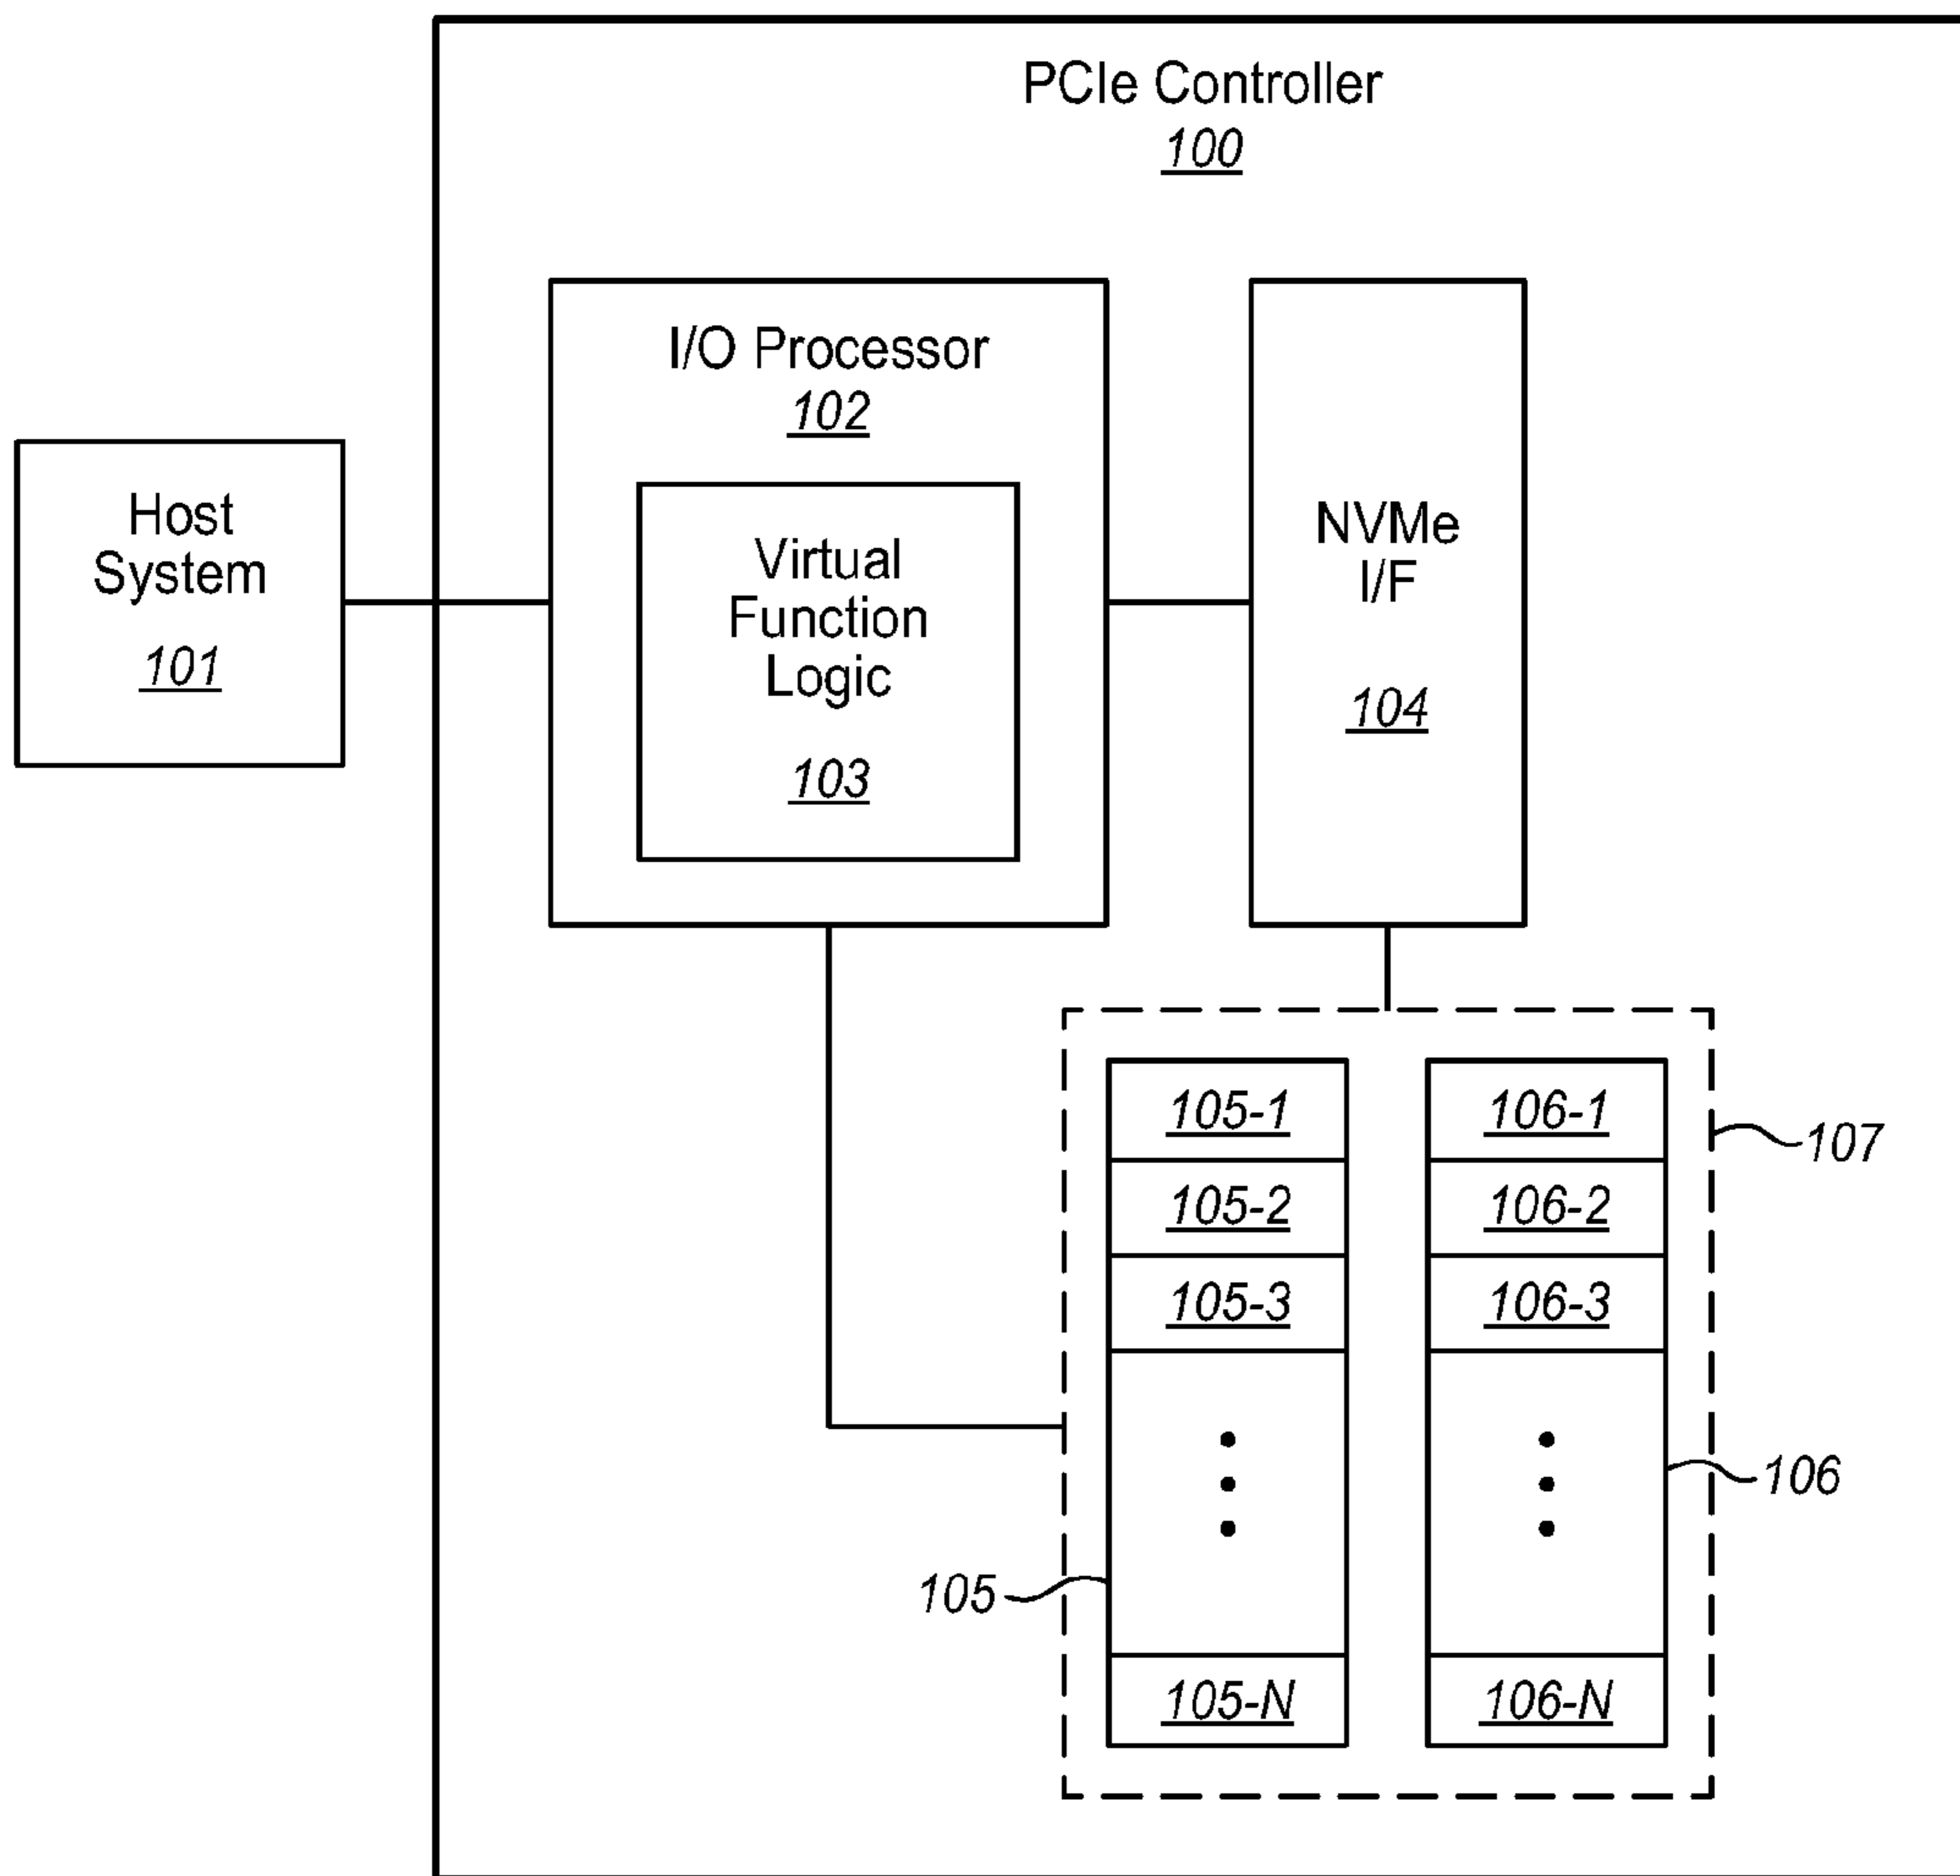 PCIe Controller
100
I/O Processor
102
Host
System
101
Virtual
Function
Logic
103
NVMe
I/F
104
105-1
105-2
105-3
105-N
106-1
106-2
106-3
106-N
107
106
105